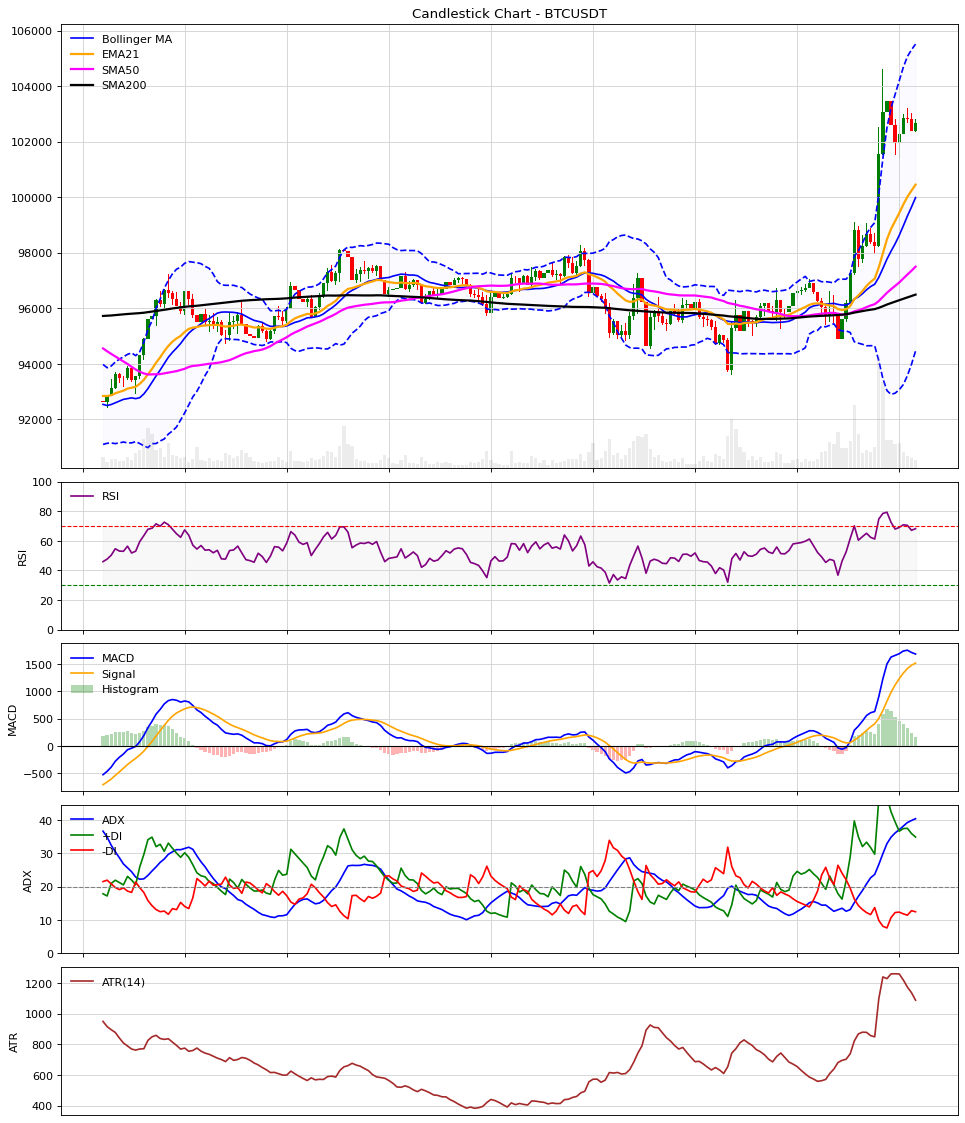 Candlestick Chart - BTCUSDT
106000
104000
102000
100000
98000
96000
94000
92000
Bollinger MA
EMA21
SMA50
SMA200
100
80
60
40
20
0
RSI
RSI
1500
1000
500
0
−500
MACD
MACD
Signal
Histogram
40
30
20
10
0
ADX
ADX
+DI
-DI
1200
1000
800
600
400
ATR
ATR(14)